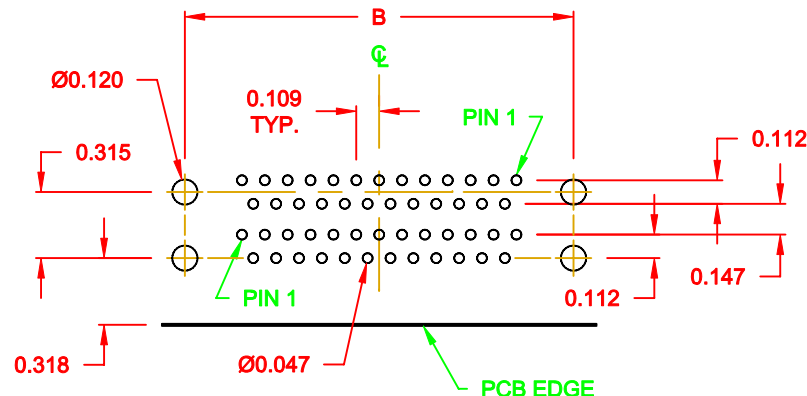 B
℄
Ø0.120
0.109
TYP.
PIN 1
0.112
0.315
0.147
0.112
PIN 1
0.318
Ø0.047
PCB EDGE